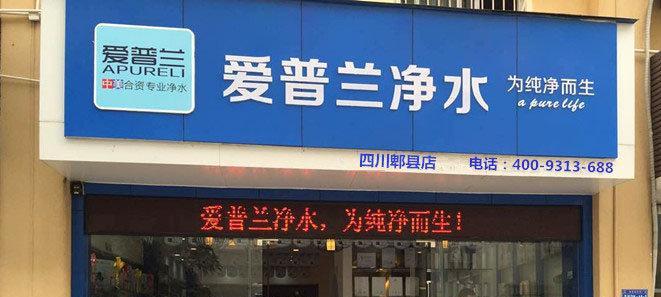 爱普兰
APURELI
中美合资专业净水
爱普兰净水
为纯净而生
a pure life
四川郫县店 电话：400-9313-688
爱普兰净水，为纯净而生！